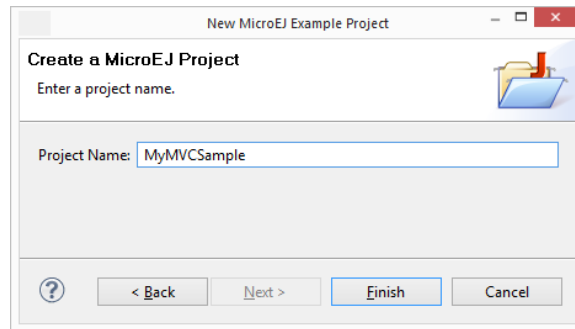 New MicroEJ Example Project
Create a MicroEJ Project
Enter a project name.
Project Name: MyMVCSample
< Back Next > Finish Cancel